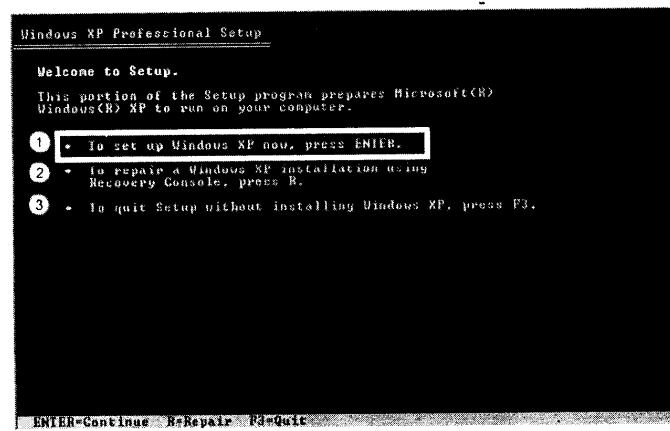 Windows XP Professional Setup
Welcome to Setup.
This portion of the Setup program prepares Microsoft(R)
Windows(R) XP to run on your computer.
1 • To set up Windows XP now, press ENTER.
2 • To repair a Windows XP installation using
Recovery Console, press R.
3 • To quit Setup without installing Windows XP, press F3.
ENTER=Continue R=Repair F3=Quit